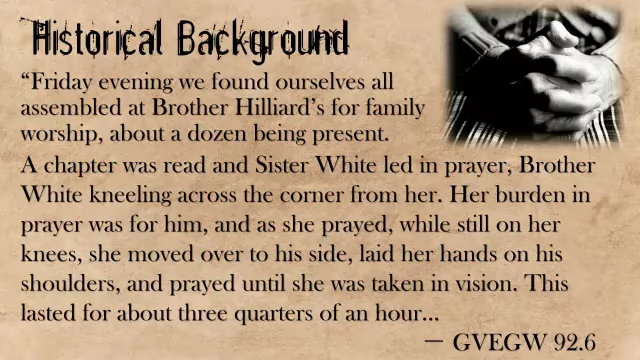 Historical Background
“Friday evening we found ourselves all
assembled at Brother Hilliard’s for family
worship, about a dozen being present.
A chapter was read and Sister White led in prayer, Brother
White kneeling across the corner from her. Her burden in
prayer was for him, and as she prayed, while still on her
knees, she moved over to his side, laid her hands on his
shoulders, and prayed until she was taken in vision. This
lasted for about three quarters of an hour...
— GVEGW 92.6